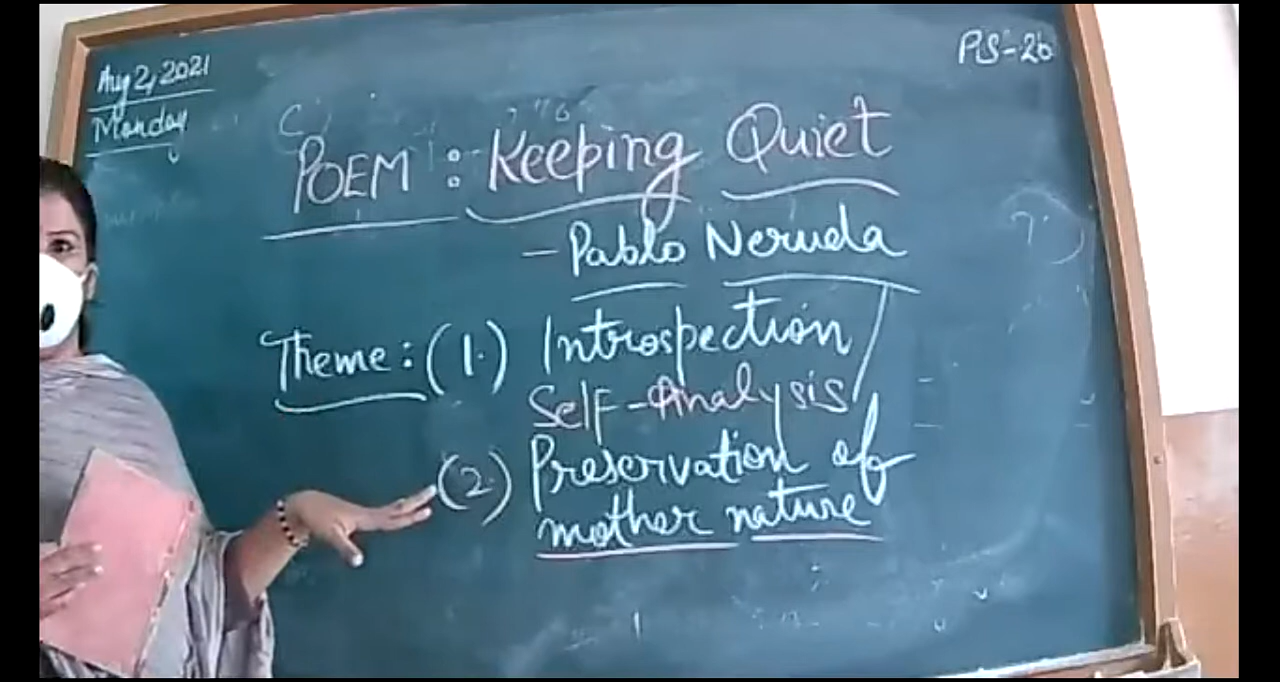 Aug 2, 2021
Monday
PS-26
POEM : Keeping Quiet
- Pablo Neruda
Theme : (1.) Introspection /
Self-Analysis
(2.) Preservation of
mother nature